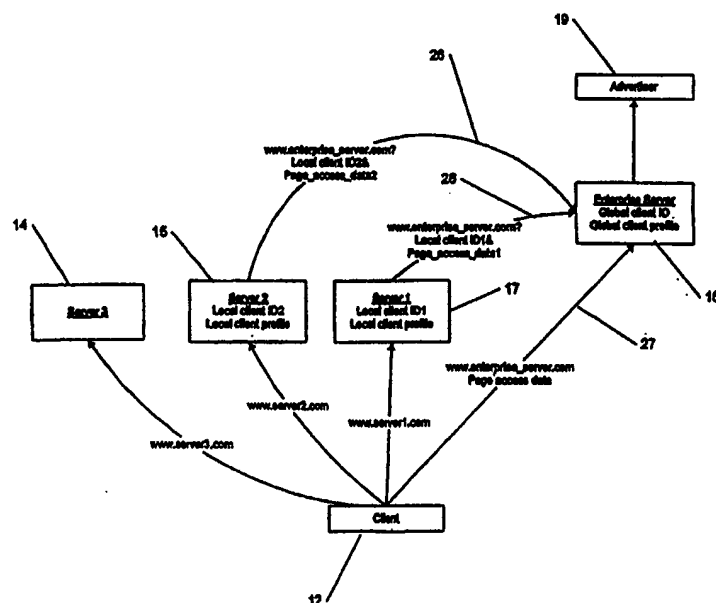 26
19
Advertiser
www.enterprise_server.com?
Local client ID2&
Page_access_data2
14
15
www.enterprise_server.com?
Local client ID1&
Page_access_data1
Enterprise Server
Global client ID
Global client profile
16
Server 3
Server 2
Local client ID2
Local client profile
Server 1
Local client ID1
Local client profile
17
27
www.enterprise_server.com
Page access data
www.server3.com
www.server2.com
www.server1.com
Client
12